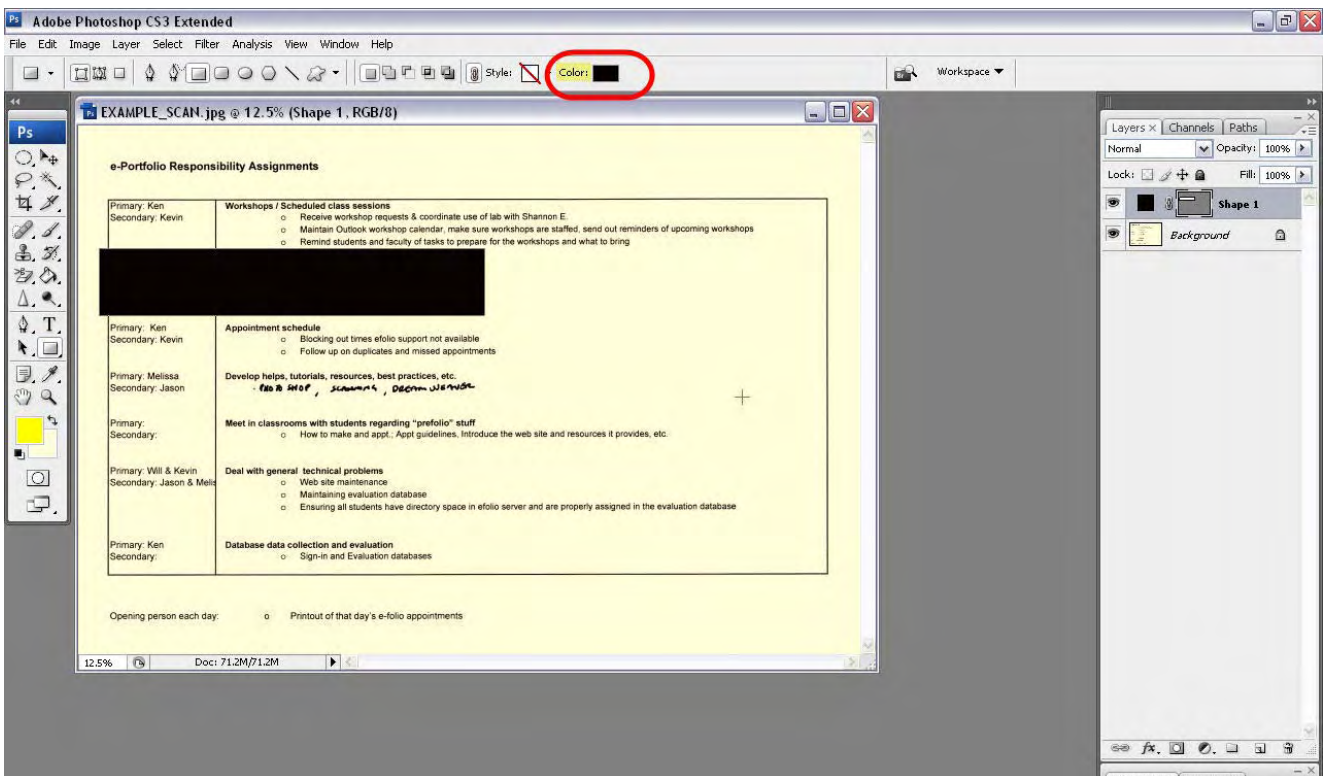 Ps Adobe Photoshop CS3 Extended
File Edit Image Layer Select Filter Analysis View Window Help
Style: Color: Workspace
EXAMPLE_SCAN.jpg @ 12.5% (Shape 1, RGB/8)
Ps
e-Portfolio Responsibility Assignments
Primary: Ken
Secondary: Kevin
Workshops / Scheduled class sessions
o Receive workshop requests & coordinate use of lab with Shannon E.
o Maintain Outlook workshop calendar, make sure workshops are staffed, send out reminders of upcoming workshops
o Remind students and faculty of tasks to prepare for the workshops and what to bring
Primary: Ken
Secondary: Kevin
Appointment schedule
o Blocking out times efolio support not available
o Follow up on duplicates and missed appointments
Primary: Melissa
Secondary: Jason
Develop helps, tutorials, resources, best practices, etc.
- PHOTO SHOP, SCANNING, DREAM WEAVER
Primary:
Secondary:
Meet in classrooms with students regarding "prefolio" stuff
o How to make and appt.; Appt guidelines, Introduce the web site and resources it provides, etc.
Primary: Will & Kevin
Secondary: Jason & Melis
Deal with general technical problems
o Web site maintenance
o Maintaining evaluation database
o Ensuring all students have directory space in efolio server and are properly assigned in the evaluation database
Primary: Ken
Secondary:
Database data collection and evaluation
o Sign-in and Evaluation databases
Opening person each day: o Printout of that day's e-folio appointments
12.5% Doc: 71.2M/71.2M
Layers Channels Paths
Normal Opacity: 100%
Lock: Fill: 100%
Shape 1
Background